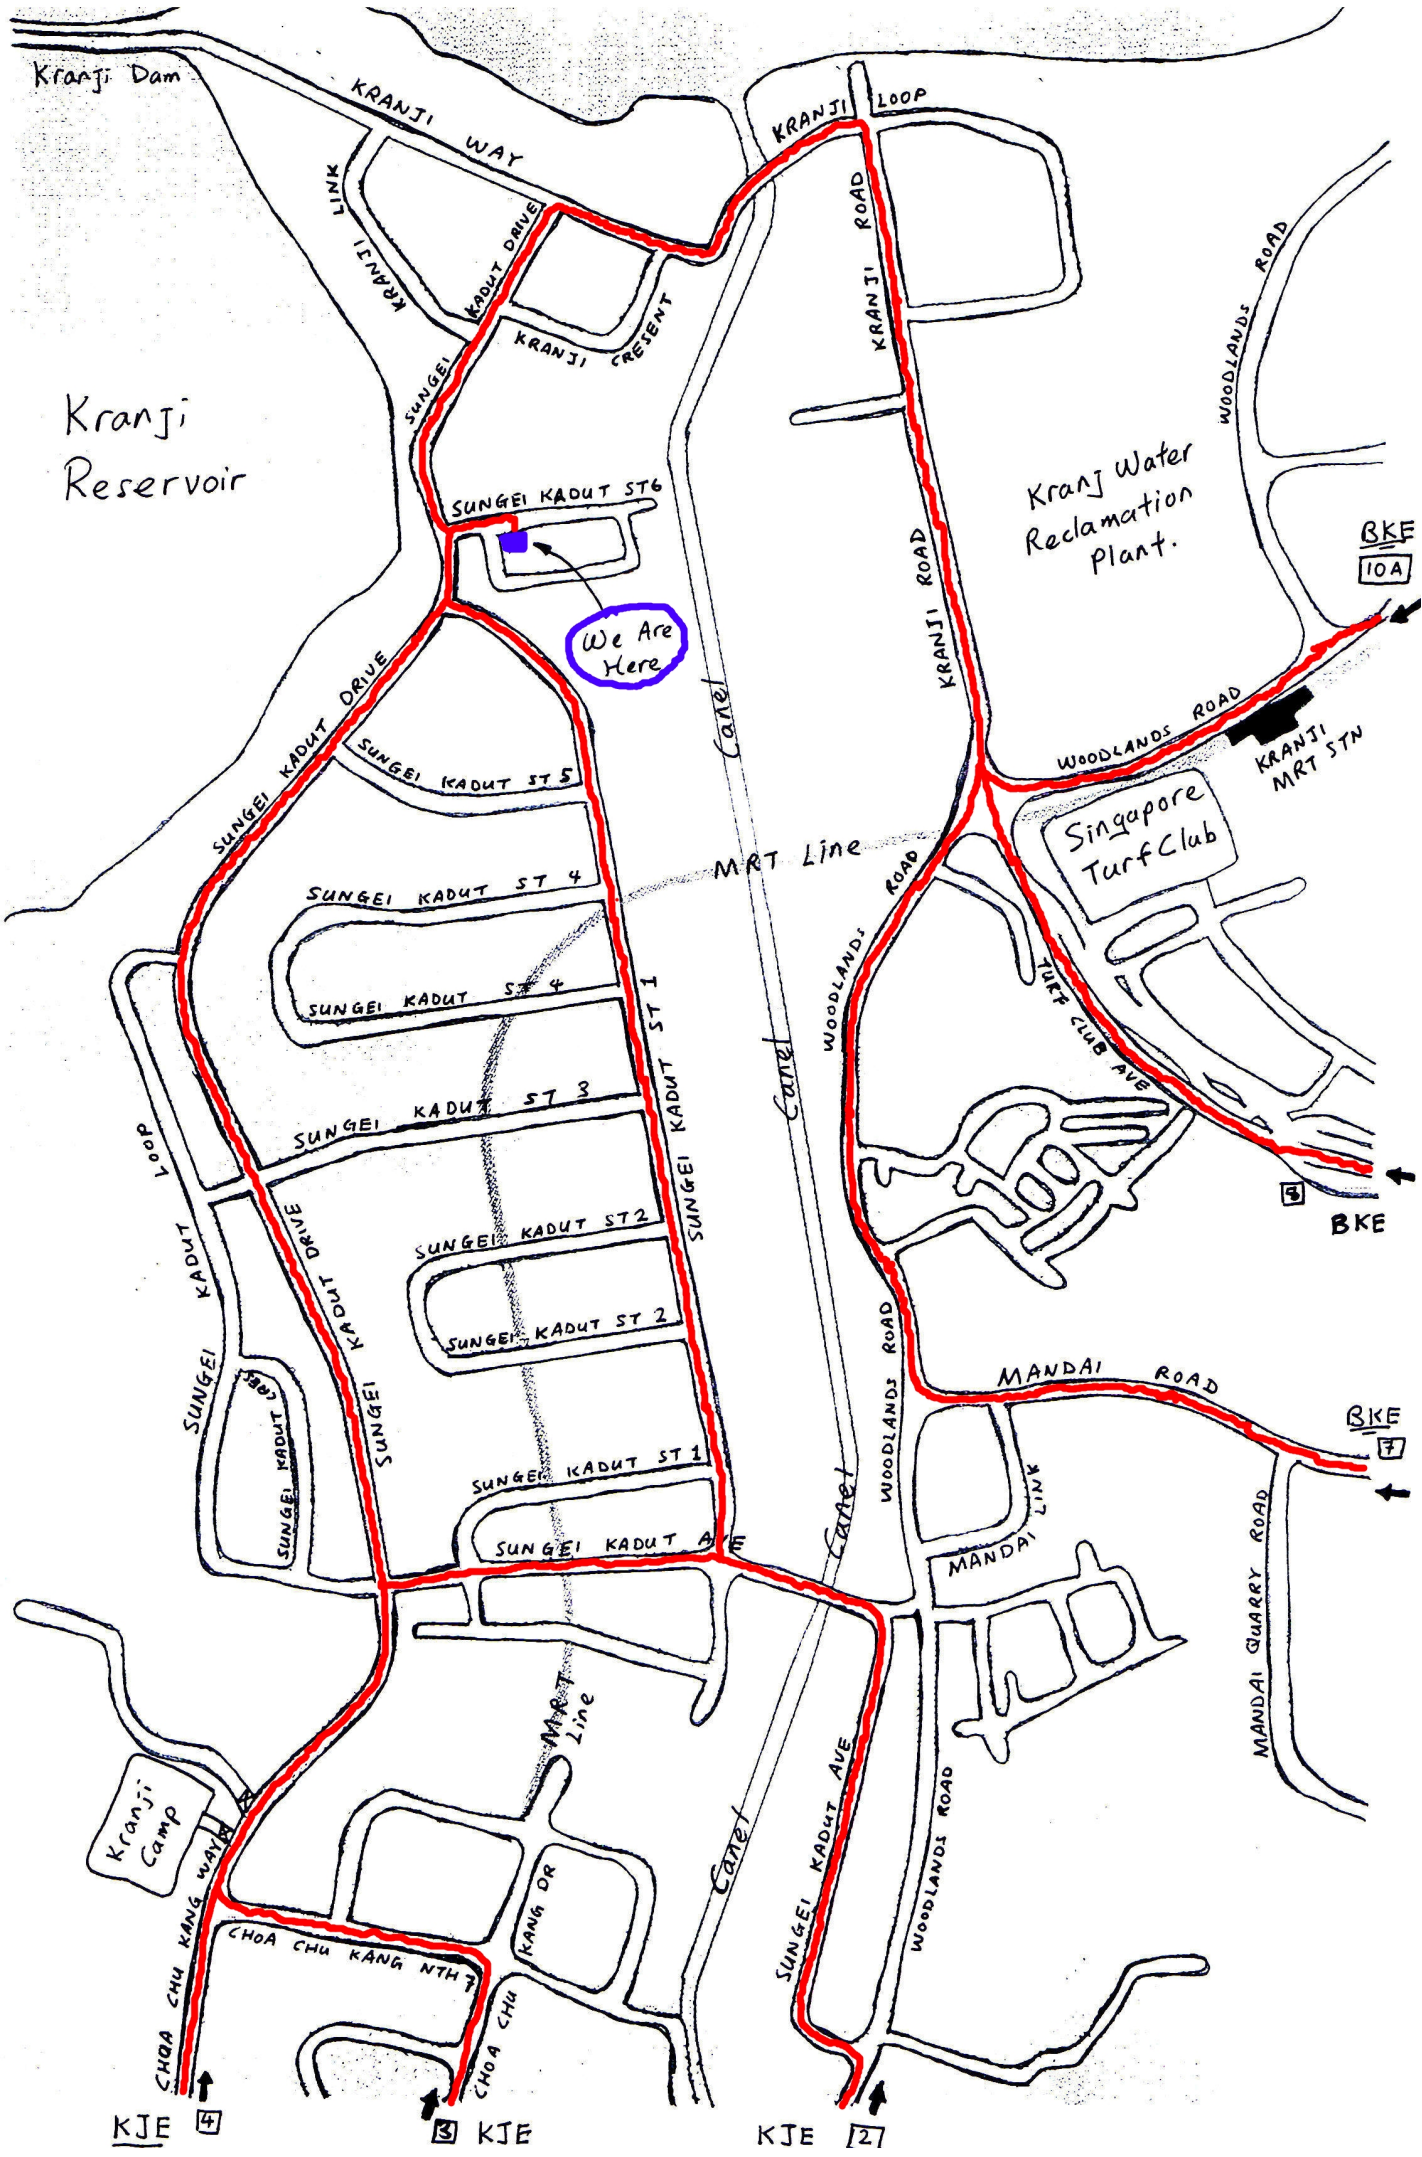 Kranji Dam
KRANJI WAY
KRANJI LOOP
KRANJI LINK
SUNGEI KADUT DRIVE
KRANJI CRESENT
KRANJI ROAD
KRANJI ROAD
KRANJI ROAD
WOODLANDS ROAD
Kranji
Reservoir
Kranj Water
Reclamation
Plant.
SUNGEI KADUT ST6
We Are
Here
BKE
10A
Canel
SUNGEI KADUT DRIVE
SUNGEI KADUT ST 5
WOODLANDS ROAD
KRANJI
MRT STN
Singapore
Turf Club
MRT Line
SUNGEI KADUT ST 4
SUNGEI KADUT ST 4
SUNGEI KADUT ST 1
WOODLANDS ROAD
TURF CLUB AVE
Canel
SUNGEI KADUT ST 3
SUNGEI KADUT LOOP
8
BKE
SUNGEI KADUT DRIVE
SUNGEI KADUT ST2
SUNGEI KADUT ST 2
WOODLANDS ROAD
MANDAI ROAD
BKE
7
SUNGEI KADUT CRES
SUNGEI KADUT ST 1
SUNGEI KADUT AVE
Canel
MANDAI LINK
MANDAI QUARRY ROAD
MRT
Line
Kranji
Camp
SUNGEI KADUT AVE
WOODLANDS ROAD
Canel
CHOA CHU KANG WAY
CHOA CHU KANG NTH 7
CHOA CHU KANG DR
KJE 4
3 KJE
KJE 2